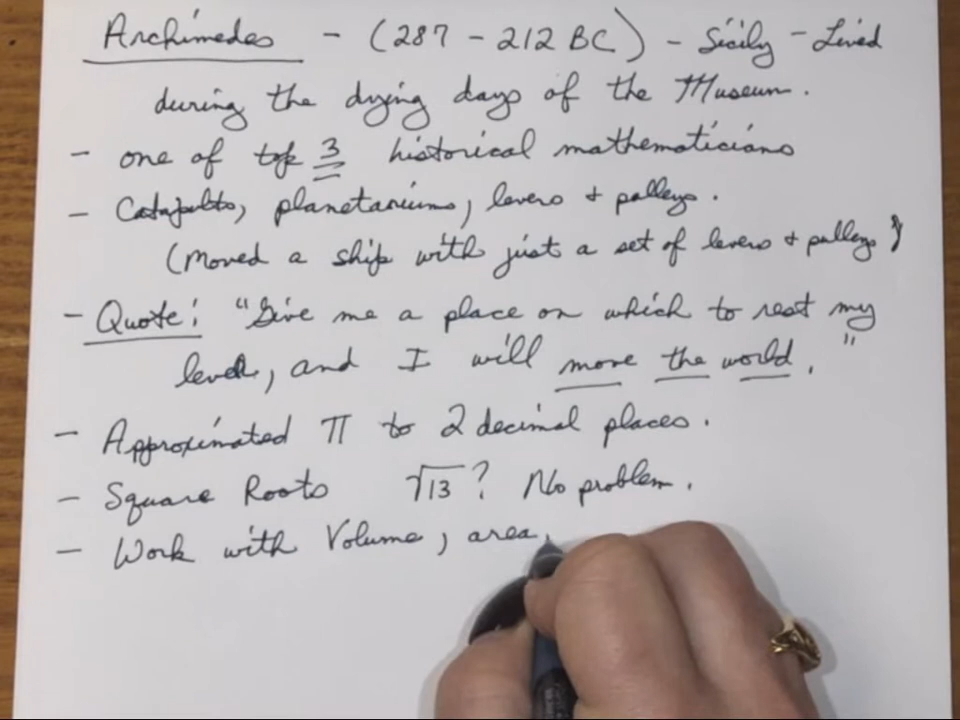 Archimedes - (287 - 212 BC) - Sicily - Lived
during the dying days of the Museum.
- one of top 3 historical mathematicians
- Catapults, planetariums, levers + pulleys.
(Moved a ship with just a set of levers + pulleys)
- Quote: "Give me a place on which to rest my
lever, and I will move the world."
- Approximated π to 2 decimal places.
- Square Roots √13? No problem.
- Work with Volume, area,